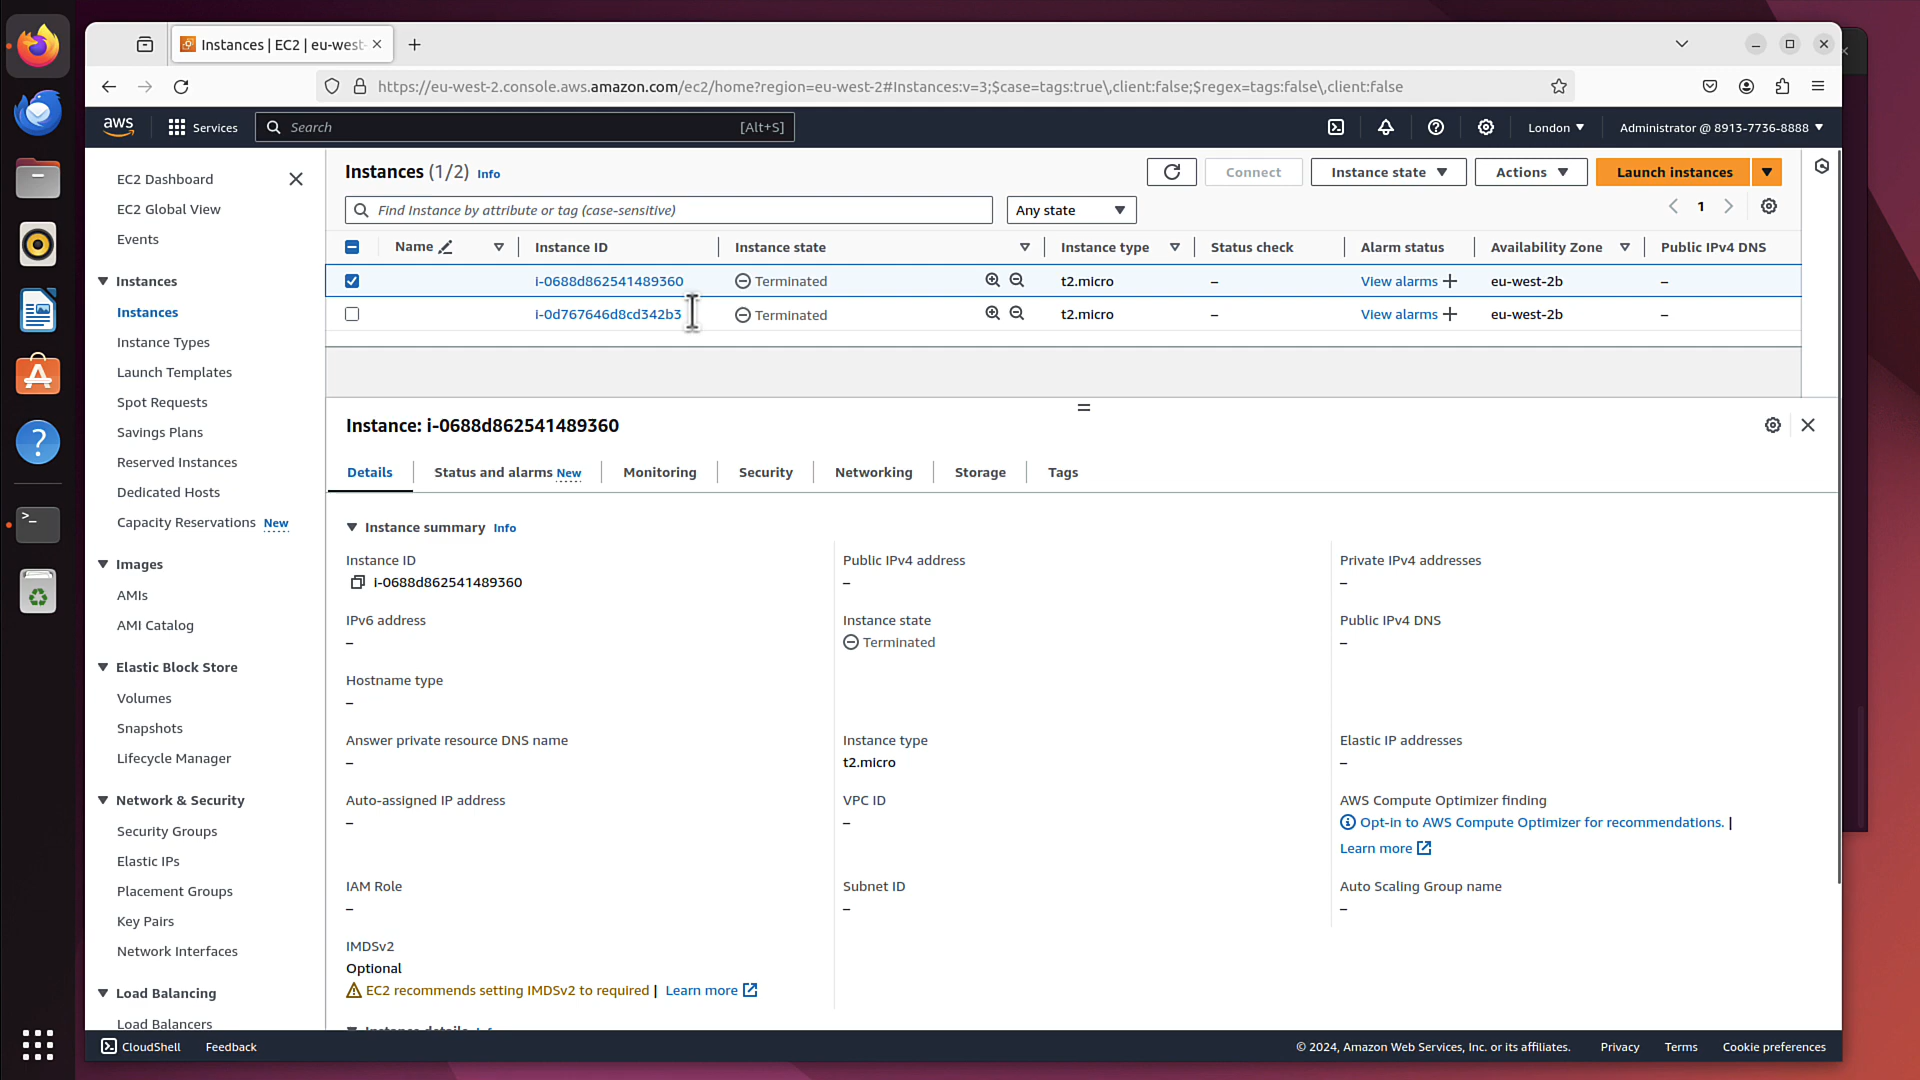 Instances | EC2 | eu-west-
https://eu-west-2.console.aws.amazon.com/ec2/home?region=eu-west-2#Instances:v=3;$case=tags:true\,client:false;$regex=tags:false\,client:false
aws
Services
Search
[Alt+S]
London
Administrator @ 8913-7736-8888
EC2 Dashboard
EC2 Global View
Events
Instances
Instances
Instance Types
Launch Templates
Spot Requests
Savings Plans
Reserved Instances
Dedicated Hosts
Capacity Reservations New
Images
AMIs
AMI Catalog
Elastic Block Store
Volumes
Snapshots
Lifecycle Manager
Network & Security
Security Groups
Elastic IPs
Placement Groups
Key Pairs
Network Interfaces
Load Balancing
Load Balancers
Instances (1/2) Info
Connect
Instance state
Actions
Launch instances
Find Instance by attribute or tag (case-sensitive)
Any state
1
Name Instance ID Instance state Instance type Status check Alarm status Availability Zone Public IPv4 DNS
i-0688d862541489360 Terminated t2.micro – View alarms + eu-west-2b –
i-0d767646d8cd342b3 Terminated t2.micro – View alarms + eu-west-2b –
Instance: i-0688d862541489360
Details Status and alarms New Monitoring Security Networking Storage Tags
Instance summary Info
Instance ID
i-0688d862541489360
Public IPv4 address
–
Private IPv4 addresses
–
IPv6 address
–
Instance state
Terminated
Public IPv4 DNS
–
Hostname type
–
Answer private resource DNS name
–
Instance type
t2.micro
Elastic IP addresses
–
Auto-assigned IP address
–
VPC ID
–
AWS Compute Optimizer finding
Opt-in to AWS Compute Optimizer for recommendations. |
Learn more
IAM Role
–
Subnet ID
–
Auto Scaling Group name
–
IMDSv2
Optional
EC2 recommends setting IMDSv2 to required | Learn more
Instance details Info
CloudShell
Feedback
© 2024, Amazon Web Services, Inc. or its affiliates.
Privacy
Terms
Cookie preferences